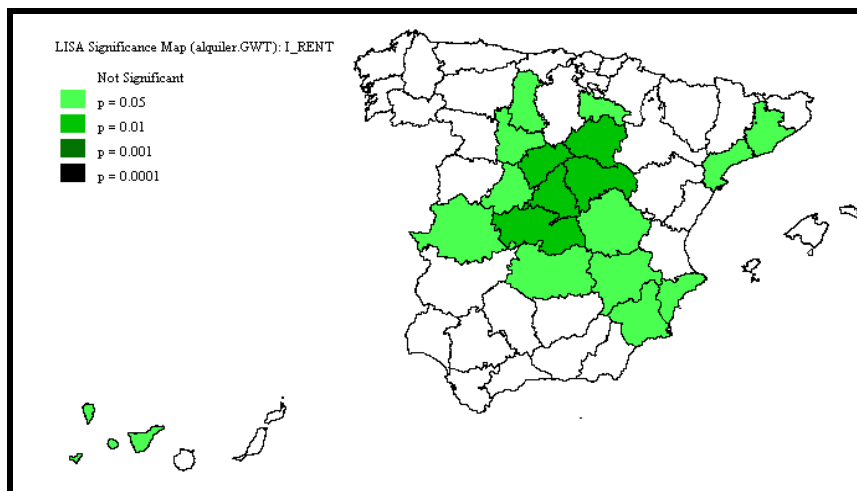 LISA Significance Map (alquiler.GWT): I_RENT
Not Significant
p = 0.05
p = 0.01
p = 0.001
p = 0.0001